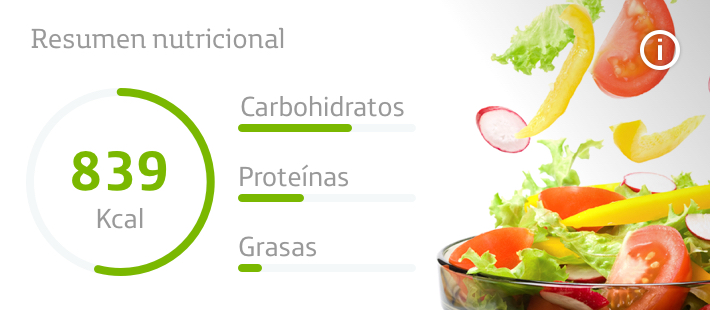 Resumen nutricional
839
Kcal
Carbohidratos
Proteínas
Grasas
i